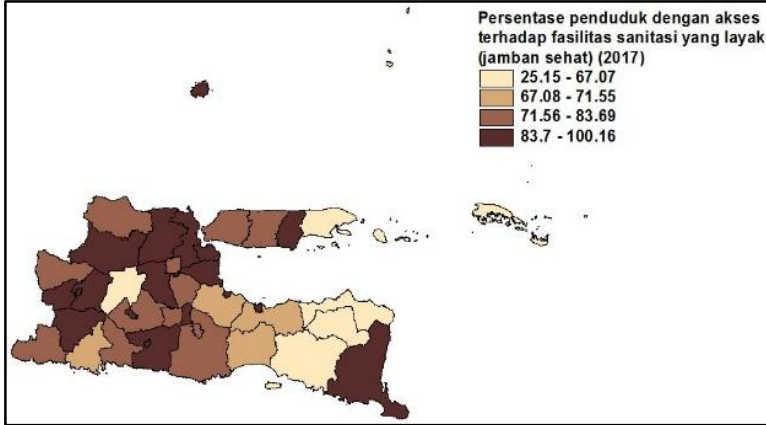 Persentase penduduk dengan akses
terhadap fasilitas sanitasi yang layak
(jamban sehat) (2017)
25.15 - 67.07
67.08 - 71.55
71.56 - 83.69
83.7 - 100.16